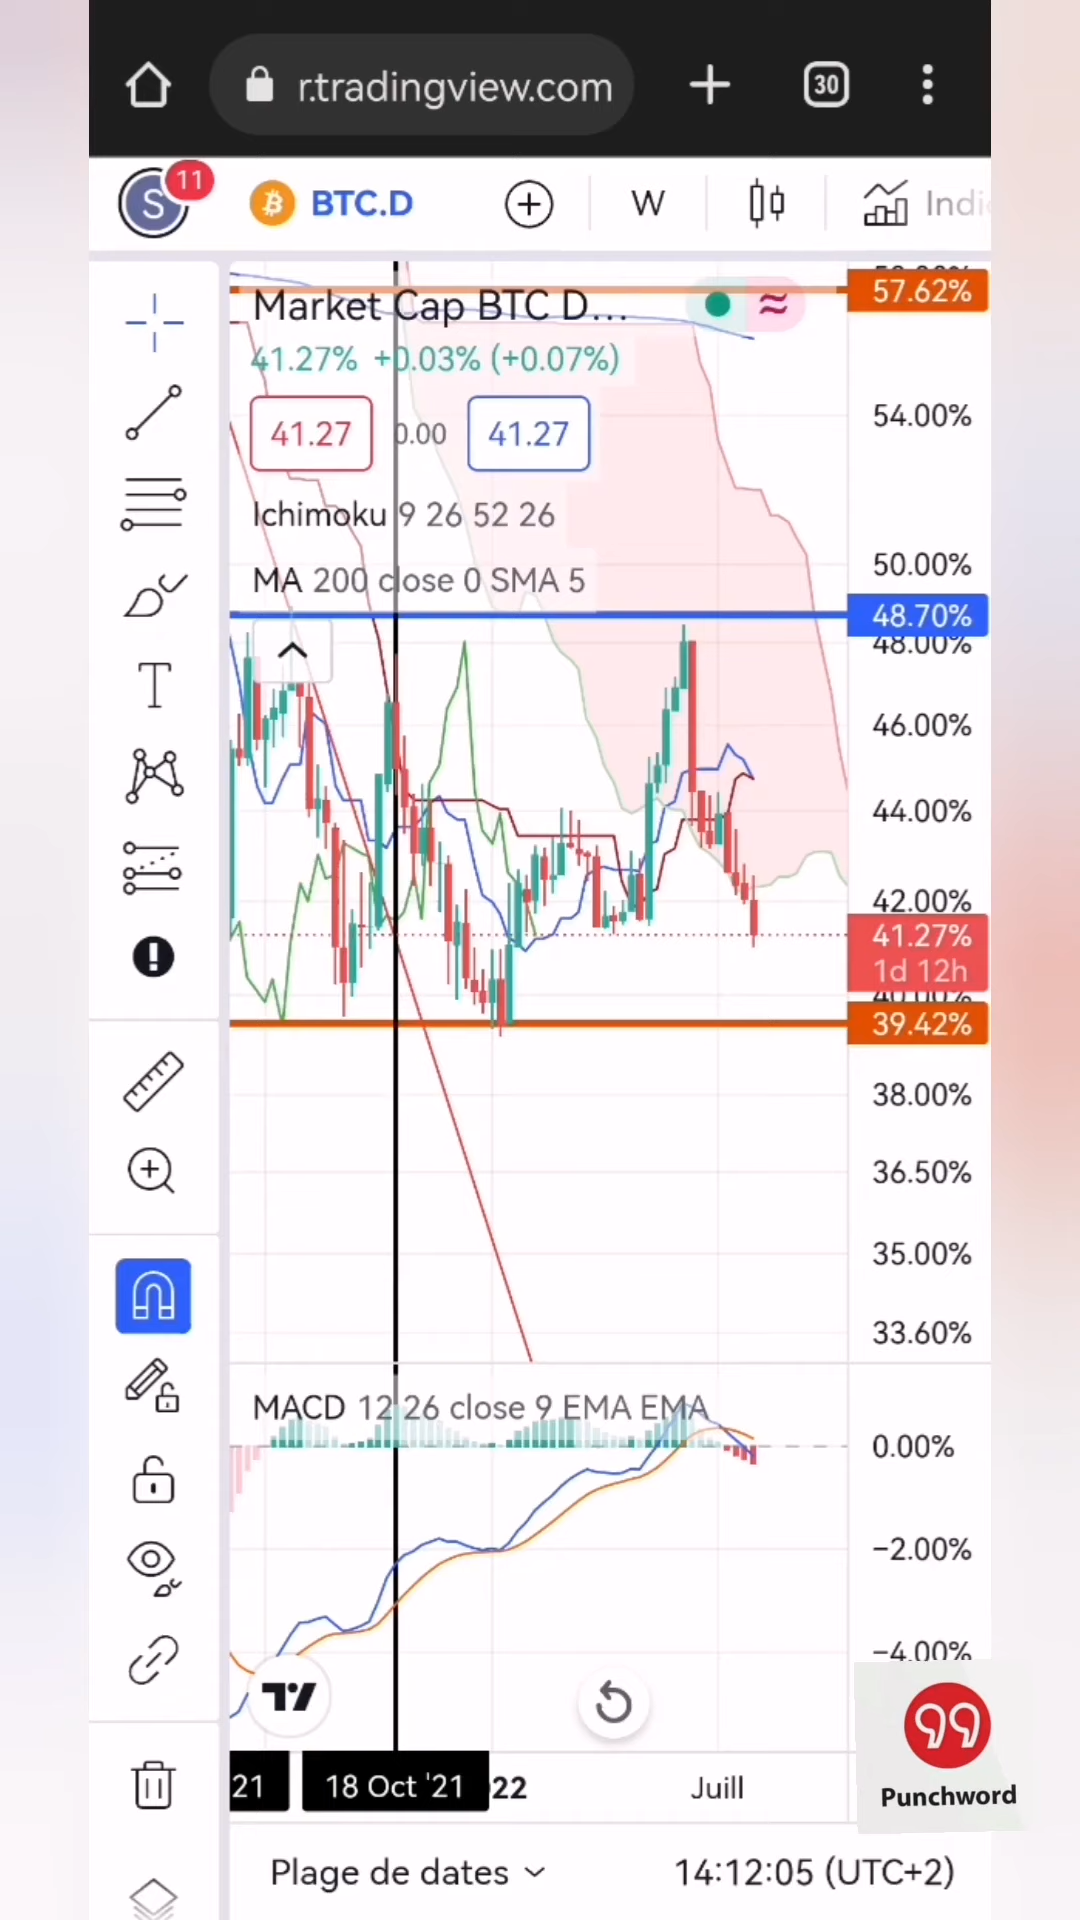 r.tradingview.com
30
11
S
BTC.D
W
Indi
57.62%
Market Cap BTC D...
41.27% +0.03% (+0.07%)
41.27
0.00
41.27
54.00%
Ichimoku 9 26 52 26
50.00%
MA 200 close 0 SMA 5
48.70%
48.00%
46.00%
44.00%
42.00%
41.27%
1d 12h
40.00%
39.42%
38.00%
36.50%
35.00%
33.60%
MACD 12 26 close 9 EMA EMA
0.00%
−2.00%
−4.00%
21
18 Oct '21
22
Juill
Punchword
Plage de dates
14:12:05 (UTC+2)